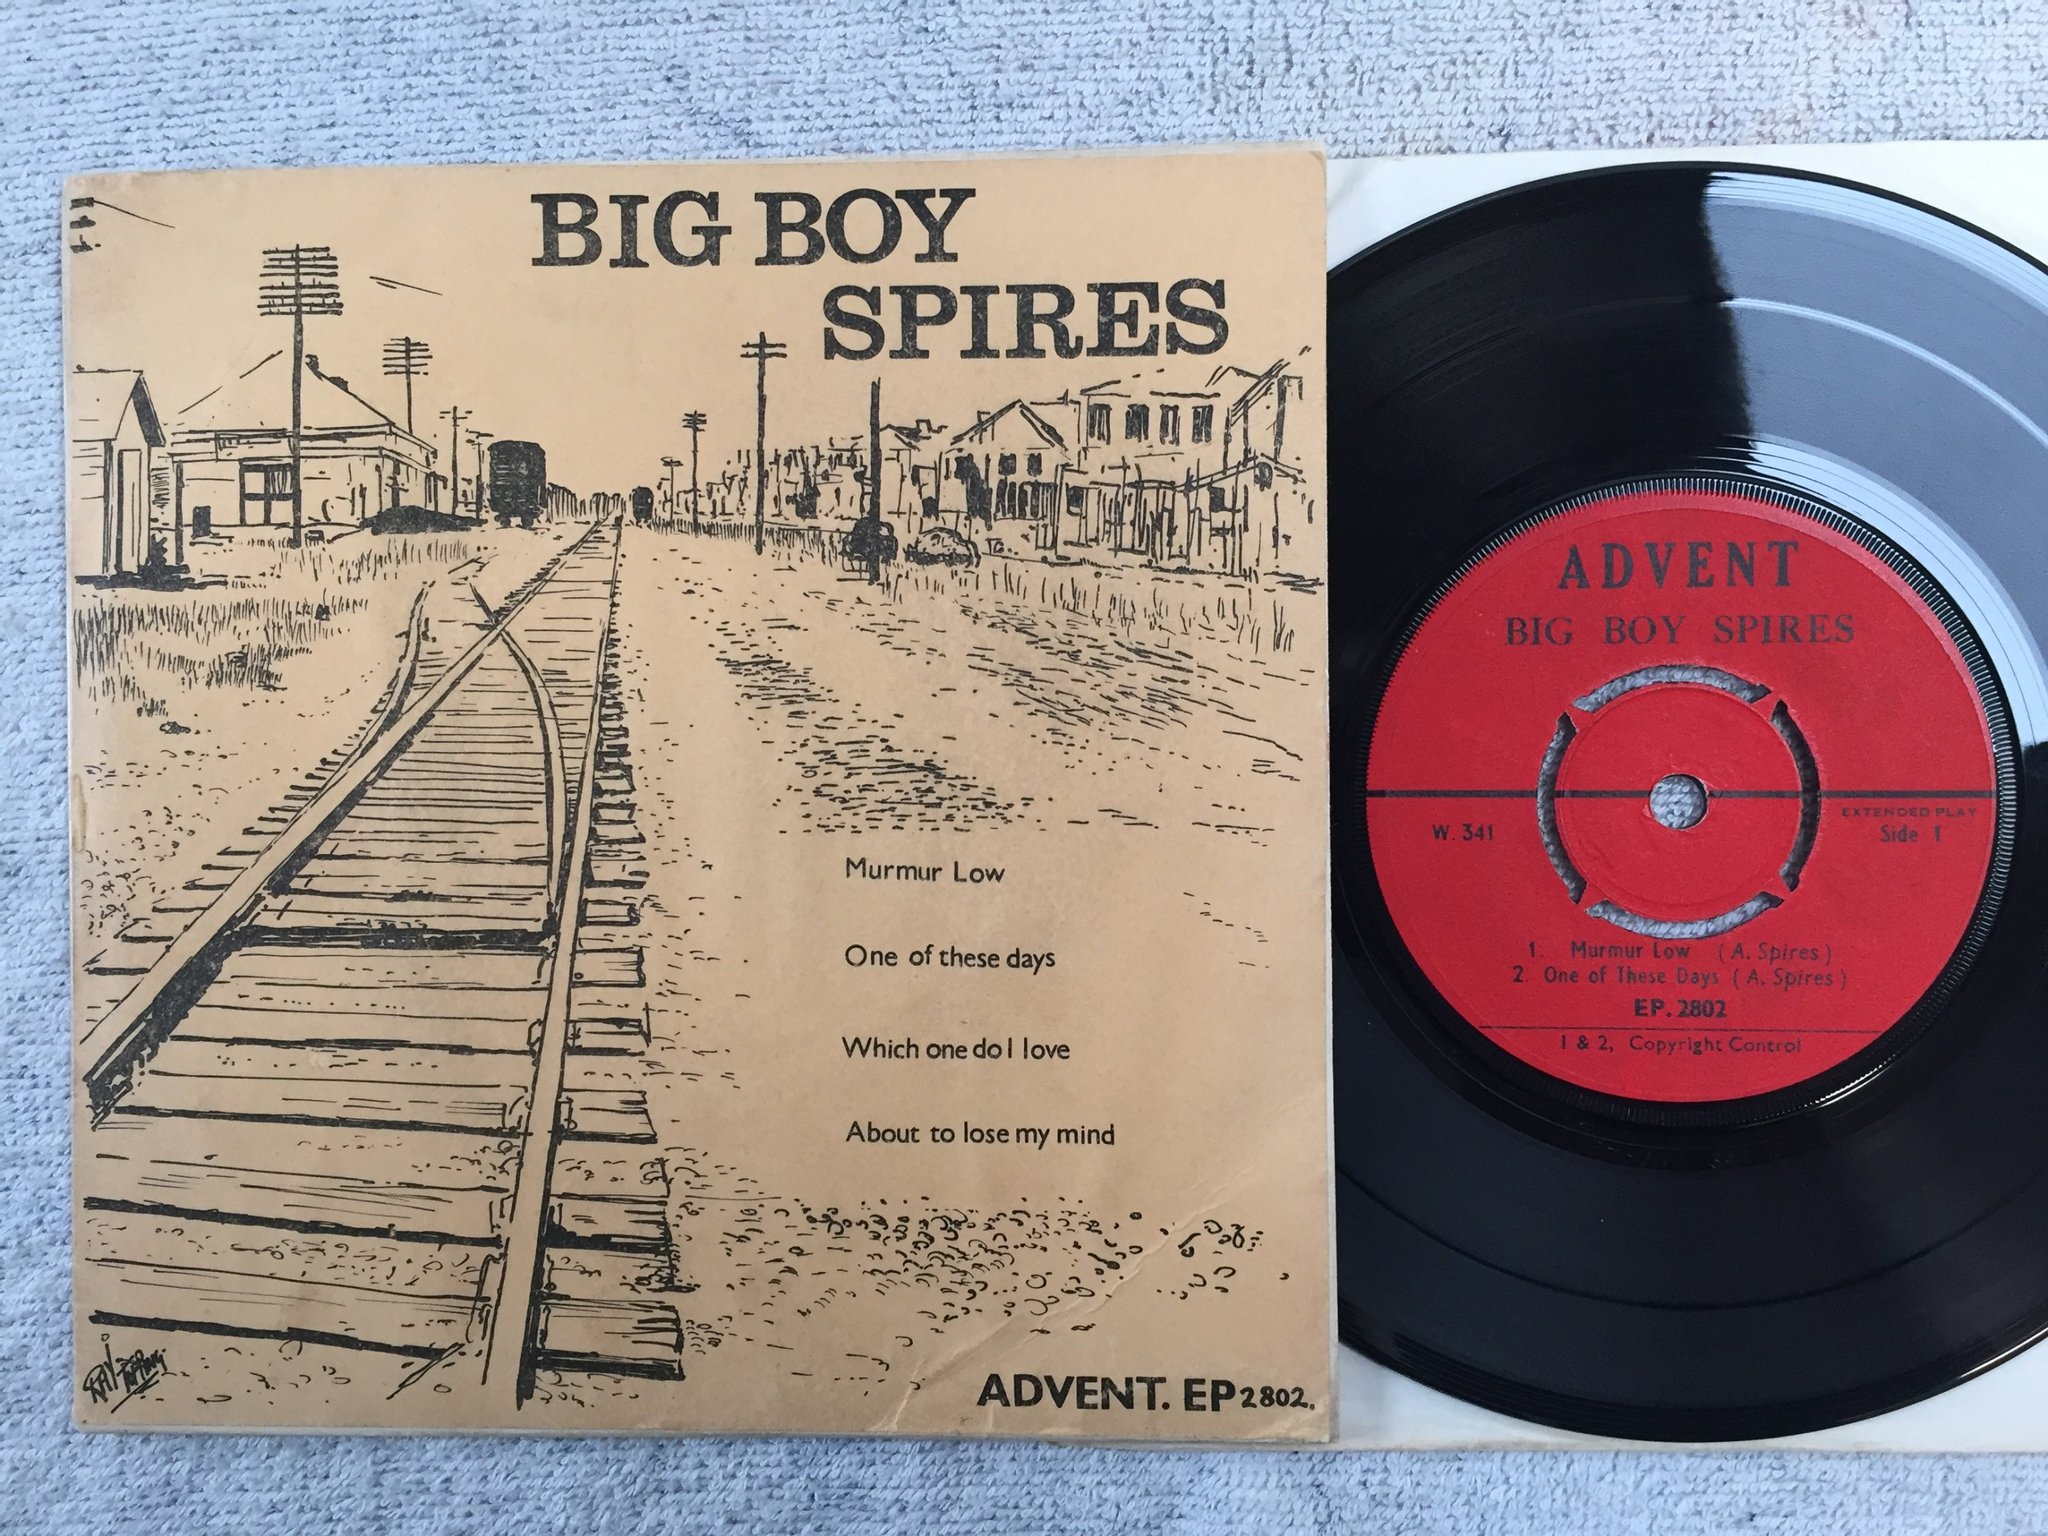 BIG BOY
SPIRES
Murmur Low
One of these days
Which one do I love
About to lose my mind
ADVENT. EP 2802.
ADVENT
BIG BOY SPIRES
W. 341
EXTENDED PLAY
Side 1
1. Murmur Low (A. Spires)
2. One of These Days (A. Spires)
EP. 2802
1 & 2, Copyright Control